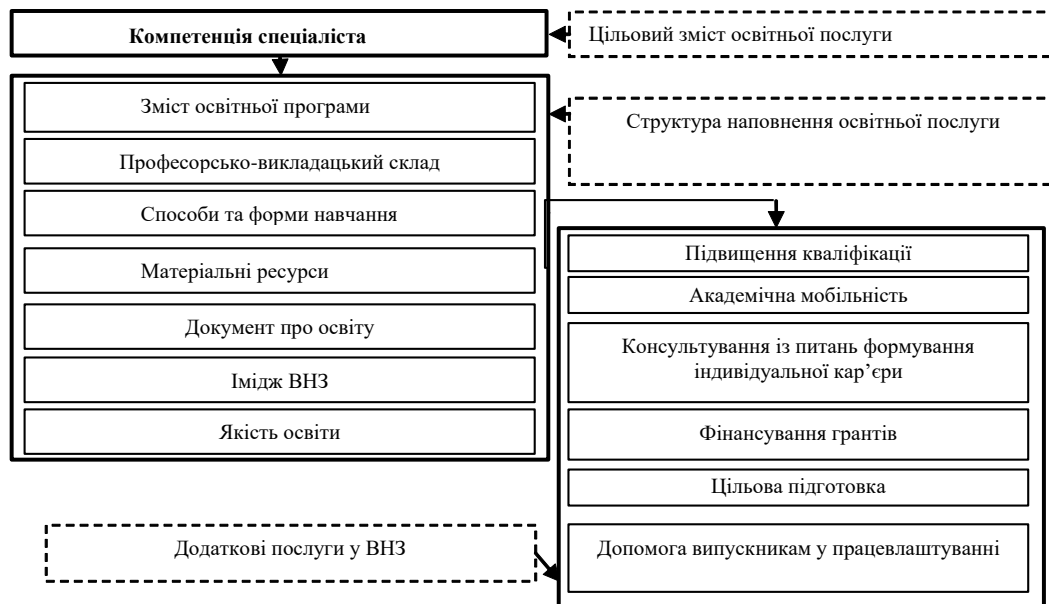 Компетенція спеціаліста
Цільовий зміст освітньої послуги
Зміст освітньої програми
Структура наповнення освітньої послуги
Професорсько-викладацький склад
Способи та форми навчання
Матеріальні ресурси
Документ про освіту
Імідж ВНЗ
Якість освіти
Підвищення кваліфікації
Академічна мобільність
Консультування із питань формування
індивідуальної кар’єри
Фінансування грантів
Цільова підготовка
Додаткові послуги у ВНЗ
Допомога випускникам у працевлаштуванні